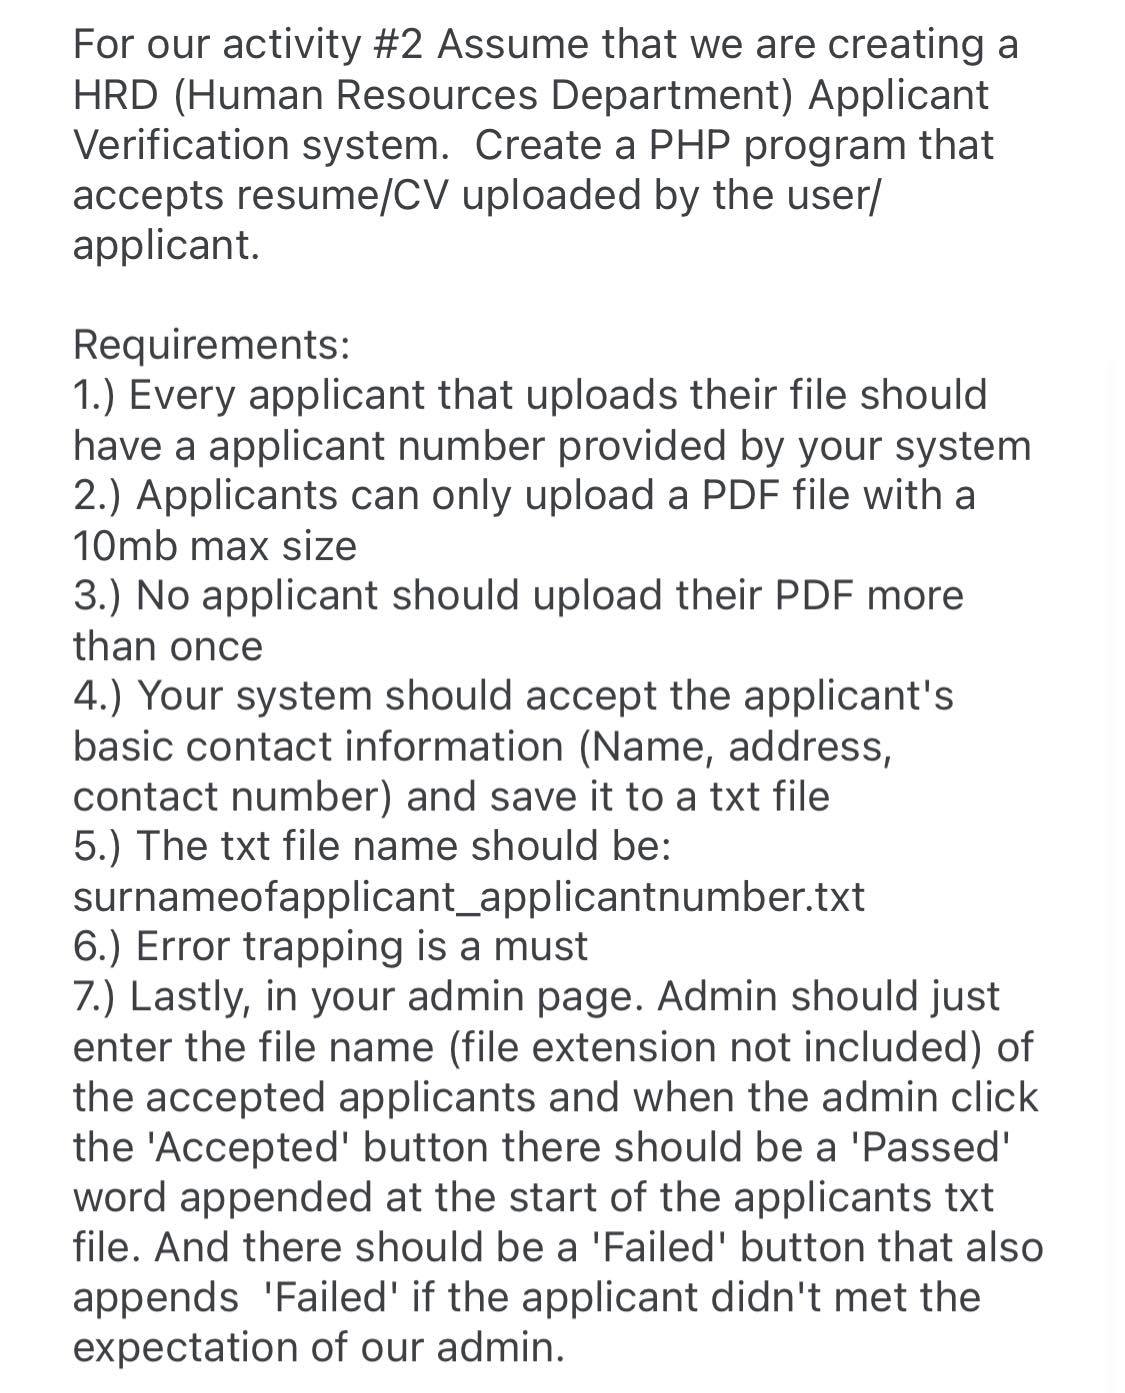 For our activity #2 Assume that we are creating a
HRD (Human Resources Department) Applicant
Verification system.  Create a PHP program that
accepts resume/CV uploaded by the user/
applicant.

Requirements:
1.) Every applicant that uploads their file should
have a applicant number provided by your system
2.) Applicants can only upload a PDF file with a
10mb max size
3.) No applicant should upload their PDF more
than once
4.) Your system should accept the applicant's
basic contact information (Name, address,
contact number) and save it to a txt file
5.) The txt file name should be:
surnameofapplicant_applicantnumber.txt
6.) Error trapping is a must
7.) Lastly, in your admin page. Admin should just
enter the file name (file extension not included) of
the accepted applicants and when the admin click
the 'Accepted' button there should be a 'Passed'
word appended at the start of the applicants txt
file. And there should be a 'Failed' button that also
appends  'Failed' if the applicant didn't met the
expectation of our admin.